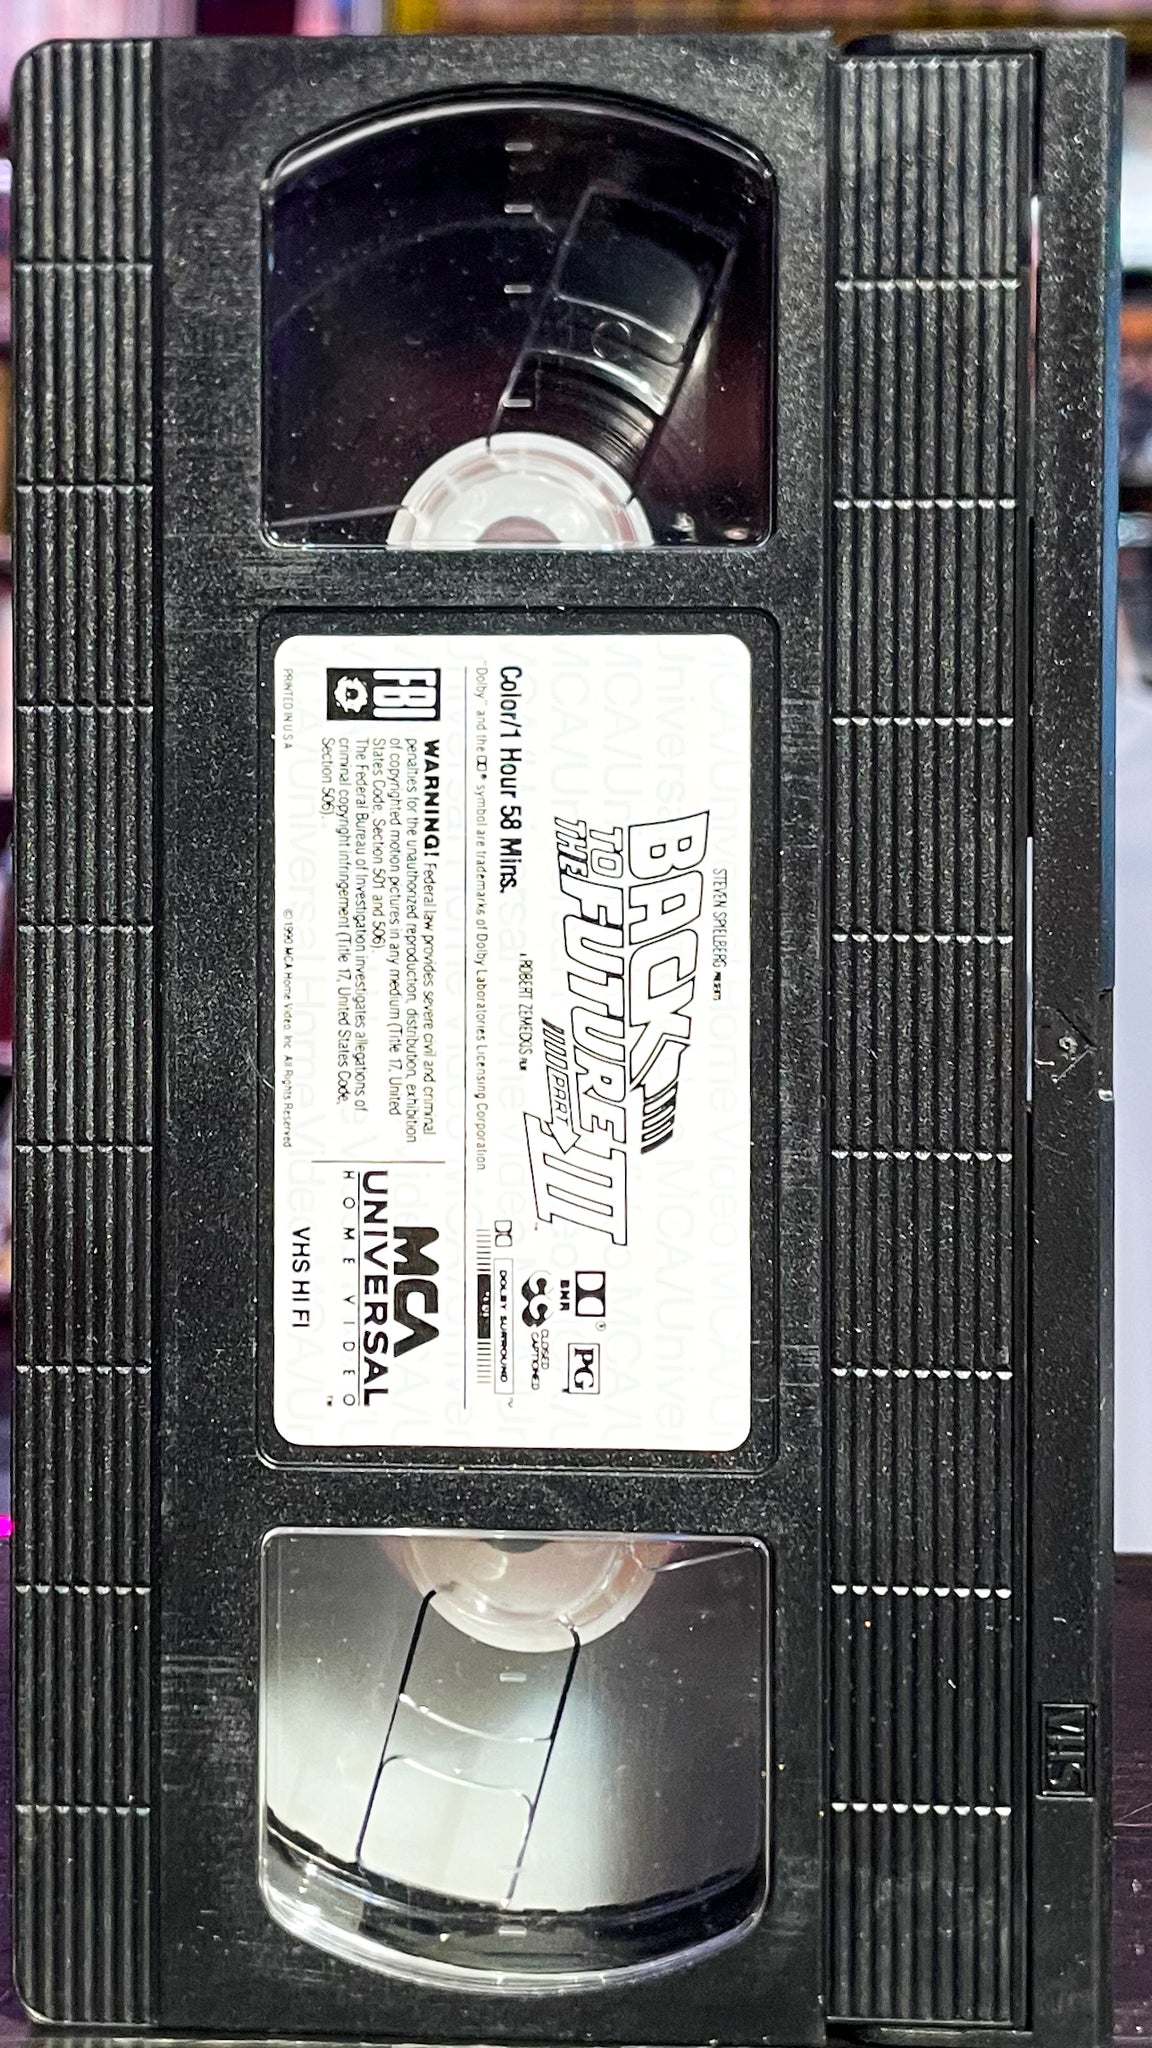 STEVEN SPIELBERG PRESENTS
BACK
TO THE FUTURE
PART III
™
A ROBERT ZEMECKIS FILM
BNR
PG
CLOSED
CAPTIONED
Color/1 Hour 58 Mins.
DOLBY SURROUND
"Dolby" and the symbol are trademarks of Dolby Laboratories Licensing Corporation.
FBI
WARNING! Federal law provides severe civil and criminal
penalties for the unauthorized reproduction, distribution, exhibition
of copyrighted motion pictures in any medium (Title 17, United
States Code, Section 501 and 506).
The Federal Bureau of Investigation investigates allegations of
criminal copyright infringement (Title 17, United States Code,
Section 506).
MCA
UNIVERSAL
HOME VIDEO
™
PRINTED IN U S A
© 1990 MCA Home Video, Inc. All Rights Reserved
VHS HI FI
VHS